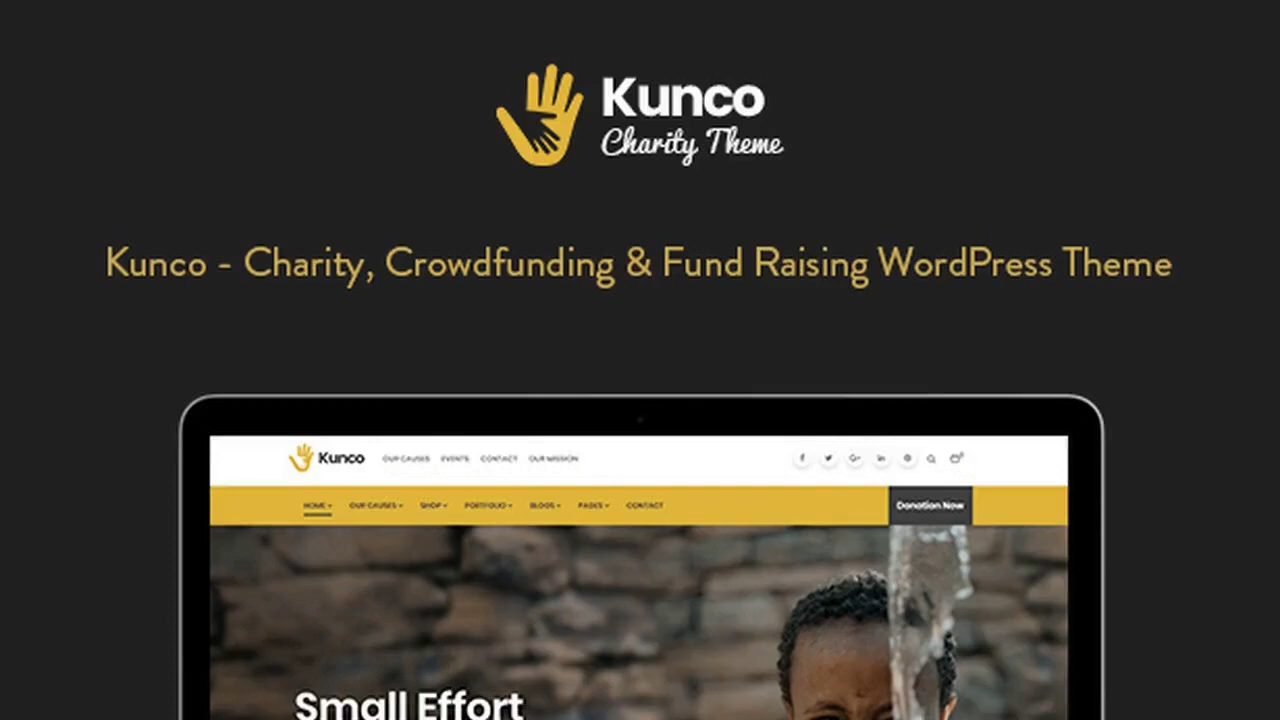 Kunco
Charity Theme
Kunco - Charity, Crowdfunding & Fund Raising WordPress Theme
Kunco OUR CAUSES EVENTS CONTACT OUR MISSION
HOME OUR CAUSES SHOP PORTFOLIO BLOGS PAGES CONTACT Donation Now
Small Effort